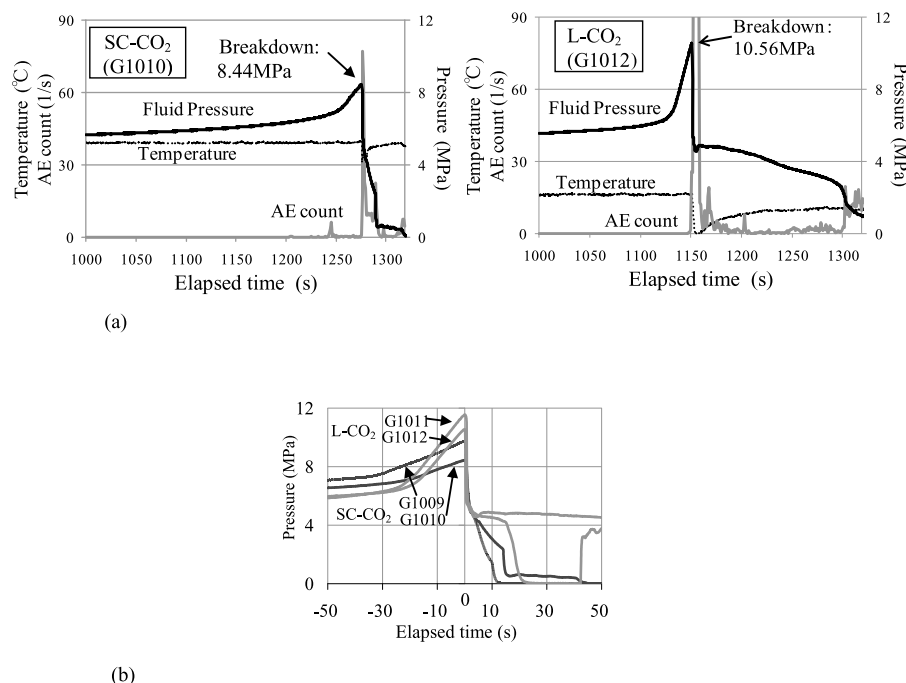 90
60
30
0
Temperature (℃)
AE count (1/s)
SC-CO2
(G1010)
Breakdown:
8.44MPa
Fluid Pressure
Temperature
AE count
12
8
4
0
Pressure (MPa)
1000 1050 1100 1150 1200 1250 1300
Elapsed time (s)
90
60
30
0
Temperature (℃)
AE count (1/s)
L-CO2
(G1012)
Breakdown:
10.56MPa
Fluid Pressure
Temperature
AE count
12
8
4
0
Pressure (MPa)
1000 1050 1100 1150 1200 1250 1300
Elapsed time (s)
(a)
12
8
4
0
Pressure (MPa)
L-CO2
G1011
G1012
SC-CO2
G1009
G1010
-50 -30 -10 0 10 30 50
Elapsed time (s)
(b)